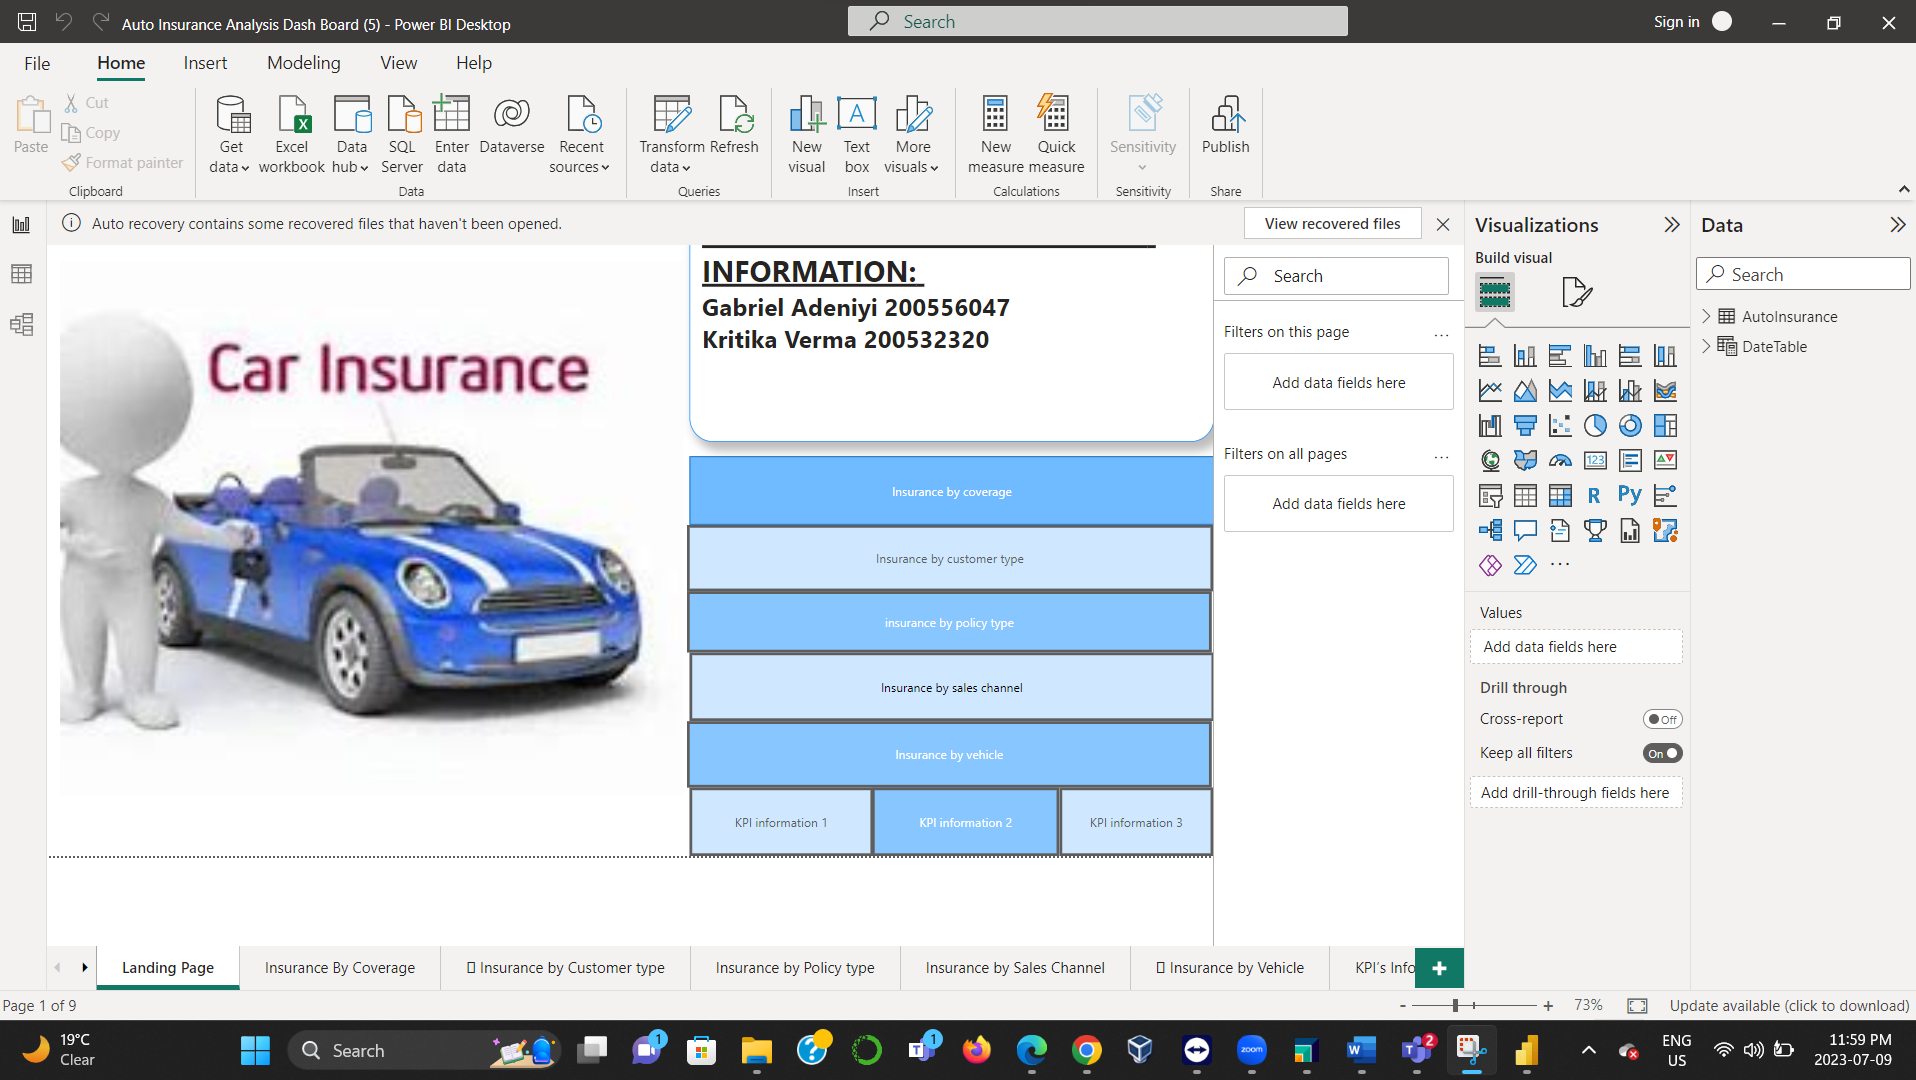 Auto Insurance Analysis Dash Board (5) - Power BI Desktop
Search
Sign in
File Home Insert Modeling View Help
Paste
Cut
Copy
Format painter
Clipboard
Get data
Excel workbook
Data hub
SQL Server
Enter data
Dataverse
Recent sources
Data
Transform data
Refresh
Queries
New visual
Text box
More visuals
Insert
New measure
Quick measure
Calculations
Sensitivity
Sensitivity
Publish
Share
Auto recovery contains some recovered files that haven't been opened.
View recovered files
Car Insurance
INFORMATION:
Gabriel Adeniyi 200556047
Kritika Verma 200532320
Insurance by coverage
Insurance by customer type
insurance by policy type
Insurance by sales channel
Insurance by vehicle
KPI information 1
KPI information 2
KPI information 3
Search
Filters on this page
...
Add data fields here
Filters on all pages
...
Add data fields here
Visualizations
Build visual
123
R
Py
...
Values
Add data fields here
Drill through
Cross-report
Off
Keep all filters
On
Add drill-through fields here
Data
Search
AutoInsurance
DateTable
Landing Page
Insurance By Coverage
Insurance by Customer type
Insurance by Policy type
Insurance by Sales Channel
Insurance by Vehicle
KPI's Info
Page 1 of 9
- + 73%
Update available (click to download)
19°C
Clear
Search
1
1
zoom
2
ENG
US
11:59 PM
2023-07-09